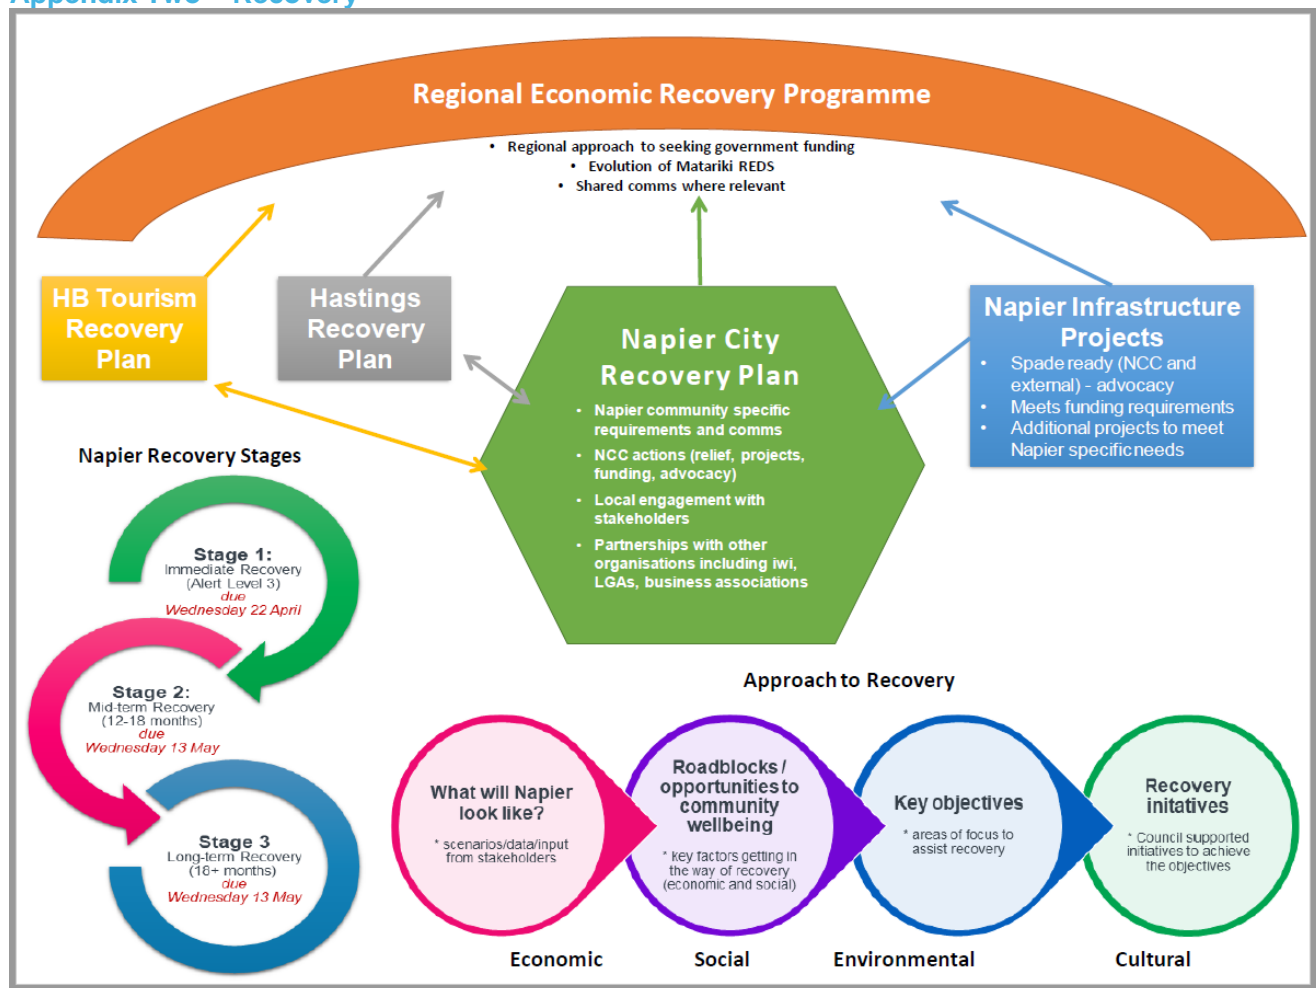 Appendix Two – Recovery
Regional Economic Recovery Programme
• Regional approach to seeking government funding
• Evolution of Matariki REDS
• Shared comms where relevant
HB Tourism
Recovery
Plan
Hastings
Recovery
Plan
Napier City
Recovery Plan
• Napier community specific
requirements and comms
• NCC actions (relief, projects,
funding, advocacy)
• Local engagement with
stakeholders
• Partnerships with other
organisations including iwi,
LGAs, business associations
Napier Infrastructure
Projects
• Spade ready (NCC and
external) - advocacy
• Meets funding requirements
• Additional projects to meet
Napier specific needs
Napier Recovery Stages
Stage 1:
Immediate Recovery
(Alert Level 3)
due
Wednesday 22 April
Stage 2:
Mid-term Recovery
(12-18 months)
due
Wednesday 13 May
Stage 3
Long-term Recovery
(18+ months)
due
Wednesday 13 May
Approach to Recovery
What will Napier
look like?
* scenarios/data/input
from stakeholders
Roadblocks /
opportunities to
community
wellbeing
* key factors getting in
the way of recovery
(economic and social)
Key objectives
* areas of focus to
assist recovery
Recovery
initatives
* Council supported
initiatives to achieve
the objectives
Economic
Social
Environmental
Cultural